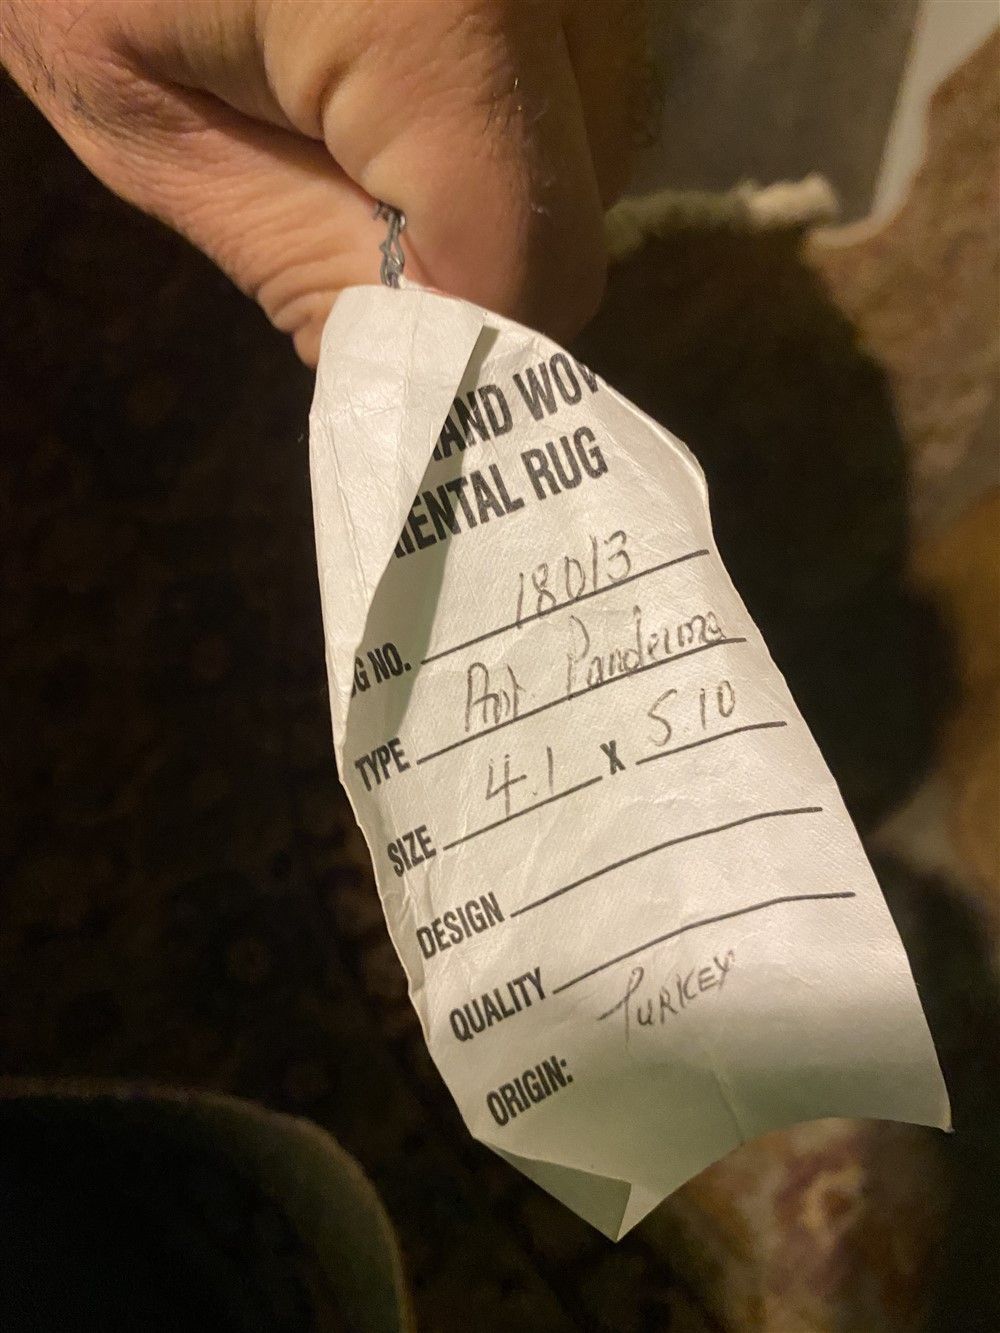 HAND WOV
IENTAL RUG
G NO. 18013
TYPE Ant. Panderma
SIZE 4.1 X 5.10
DESIGN
QUALITY
ORIGIN: TURKEY